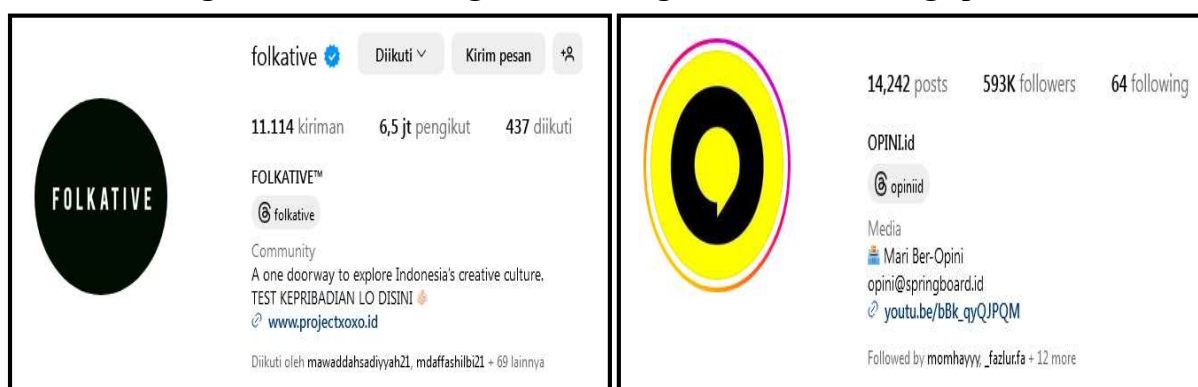 FOLKATIVE
folkative
Diikuti
Kirim pesan
11.114 kiriman 6,5 jt pengikut 437 diikuti
FOLKATIVE™
folkative
Community
A one doorway to explore Indonesia's creative culture.
TEST KEPRIBADIAN LO DISINI
www.projectxoxo.id
Diikuti oleh mawaddahsadiyyah21, mdaffashilbi21 + 69 lainnya
14,242 posts 593K followers 64 following
OPINI.id
opiniid
Media
Mari Ber-Opini
opini@springboard.id
youtu.be/bBk_qyQJPQM
Followed by momhayyy, _fazlur.fa + 12 more